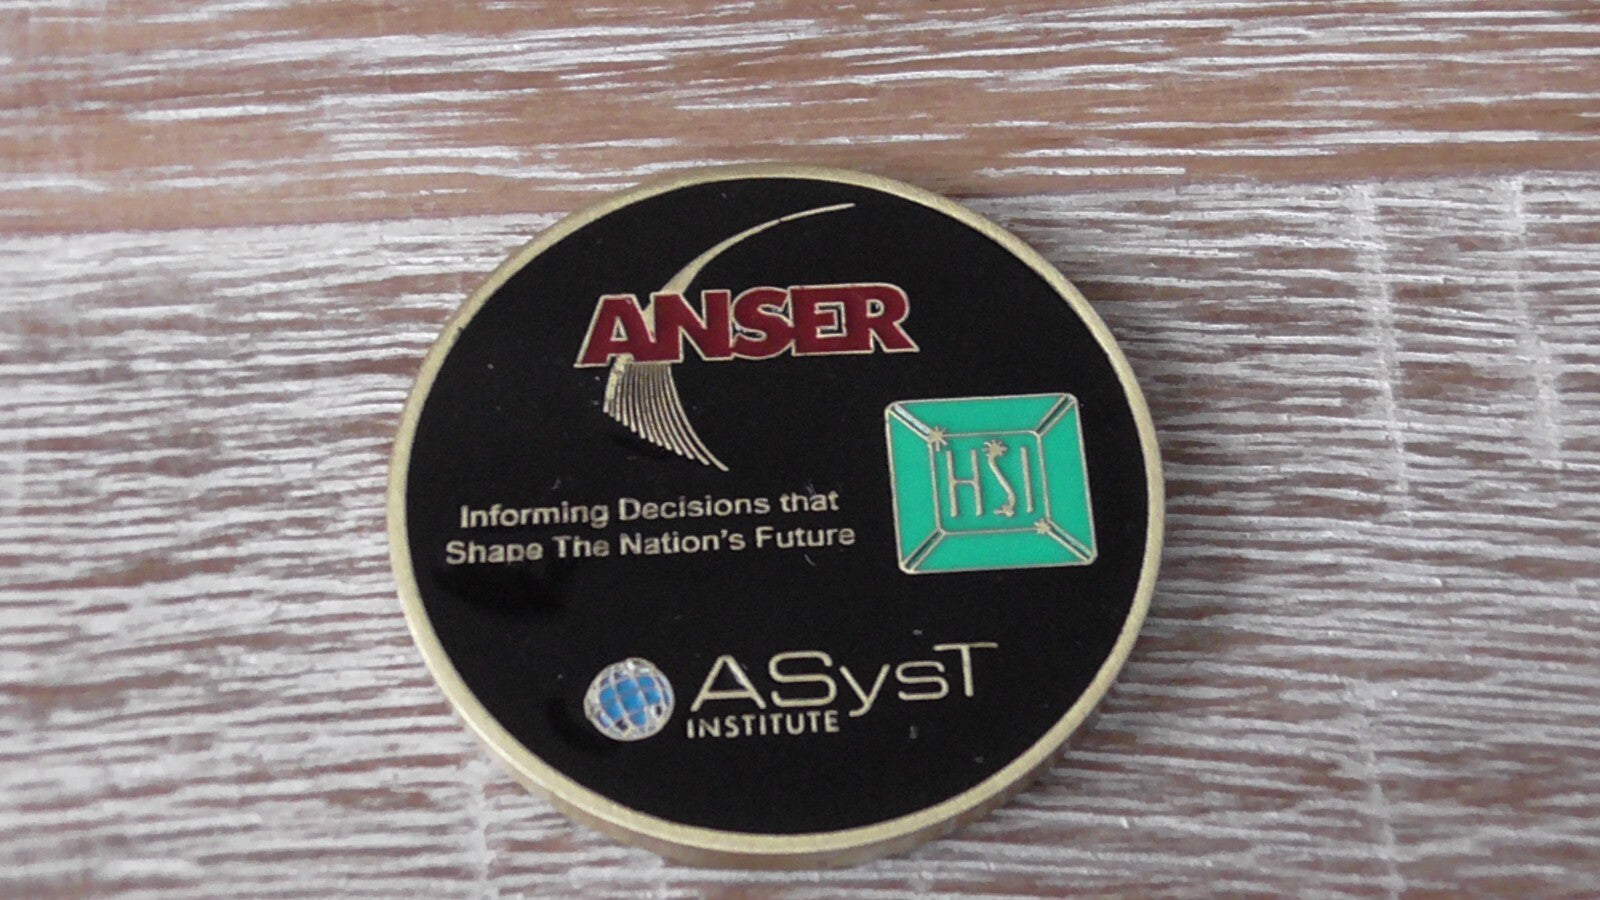 ANSER
HSI
Informing Decisions that
Shape The Nation's Future
ASysT
INSTITUTE